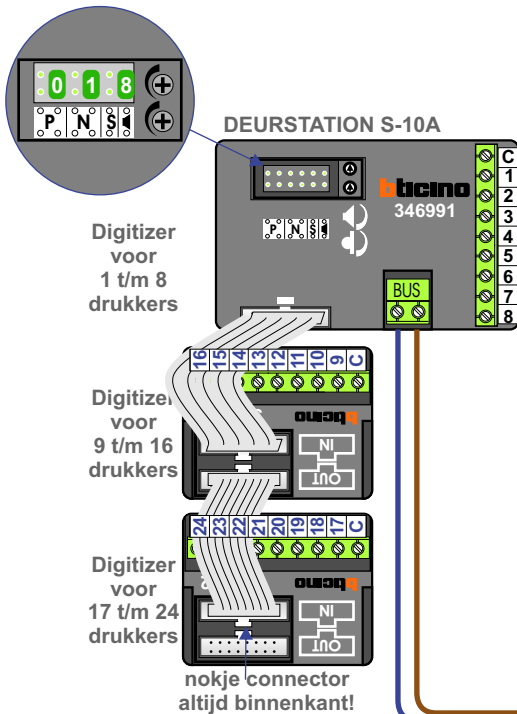 0 1 8
P N S
DEURSTATION S-10A
bticino
346991
P N S
C
1
2
3
4
5
6
7
8
BUS
Digitizer
voor
1 t/m 8
drukkers
16 15 14 13 12 11 10 9 C
Digitizer
voor
9 t/m 16
drukkers
bticino
IN
OUT
24 23 22 21 20 19 18 17 C
Digitizer
voor
17 t/m 24
drukkers
bticino
IN
OUT
nokje connector
altijd binnenkant!